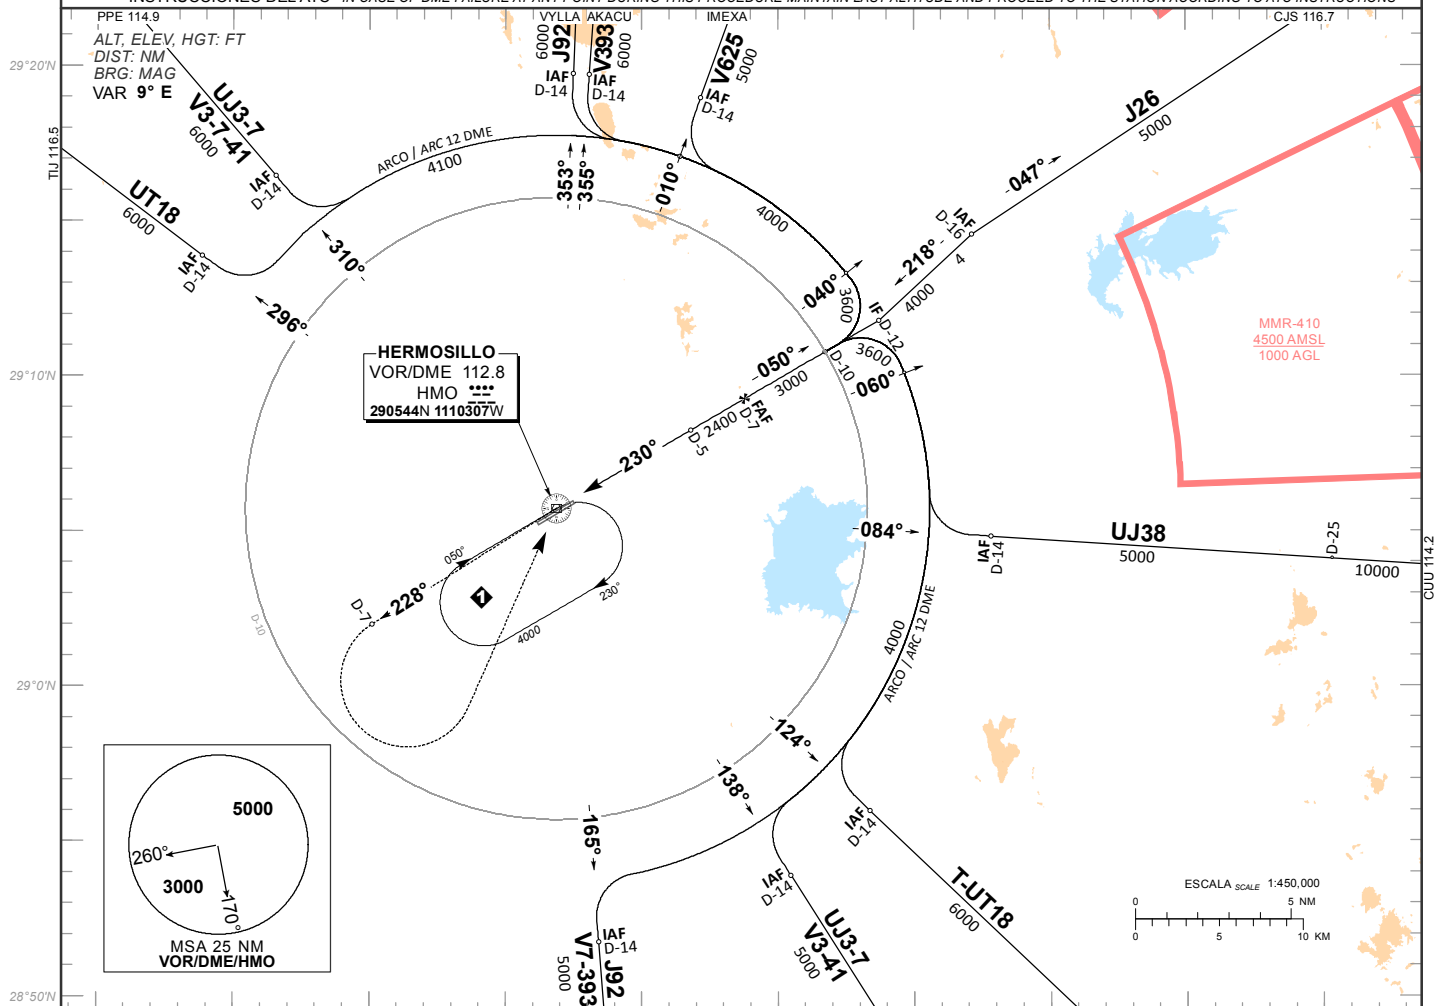 PPE 114.9
VYLLA AKACU
IMEXA
CJS 116.7
ALT, ELEV, HGT: FT
DIST: NM
BRG: MAG
VAR 9° E
29°20'N
29°10'N
29°0'N
28°50'N
TIJ 116.5
CUU 114.2
UJ3-7
V3-7-41
6000
IAF
D-14
UT18
6000
IAF
D-14
ARCO / ARC 12 DME
4100
6000
J92
V393
6000
IAF
D-14
IAF
D-14
V625
5000
IAF
D-14
J26
5000
047°
IAF
D-16
218°
4
4000
IF
D-12
353°
355°
010°
4000
040°
3600
3600
310°
296°
050°
3000
D-10
060°
FAF
D-7
2400
D-5
230°
HERMOSILLO
VOR/DME 112.8
HMO
290544N 1110307W
MMR-410
4500 AMSL
1000 AGL
084°
UJ38
5000
IAF
D-14
D-25
10000
050°
228°
D-7
1
230°
4000
D-10
4000
ARCO / ARC 12 DME
124°
138°
165°
IAF
D-14
T-UT18
6000
IAF
D-14
UJ3-7
V3-41
5000
IAF
D-14
J92
V7-393
5000
5000
260°
3000
170°
MSA 25 NM
VOR/DME/HMO
ESCALA SCALE 1:450,000
0 5 NM
0 5 10 KM